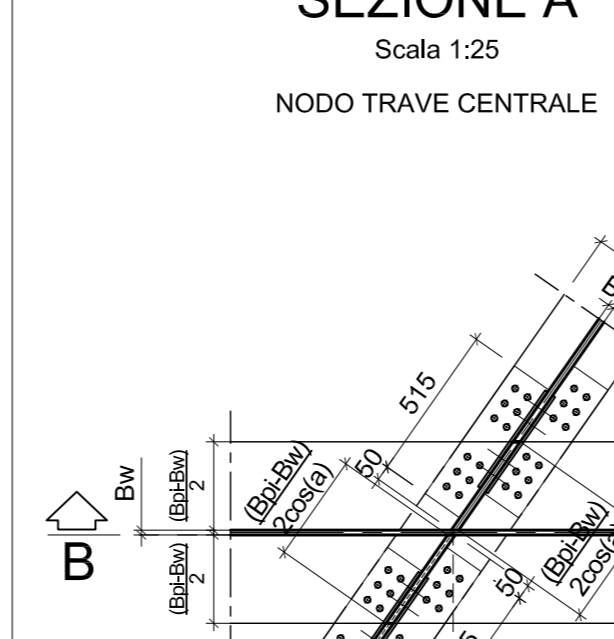 SEZIONE A
Scala 1:25
NODO TRAVE CENTRALE
515
50
Bw
(Bpi-Bw)
2
(Bpi-Bw)
2cos(a)
B
(Bpi-Bw)
2
(Bpi-Bw)
2cos(a
50